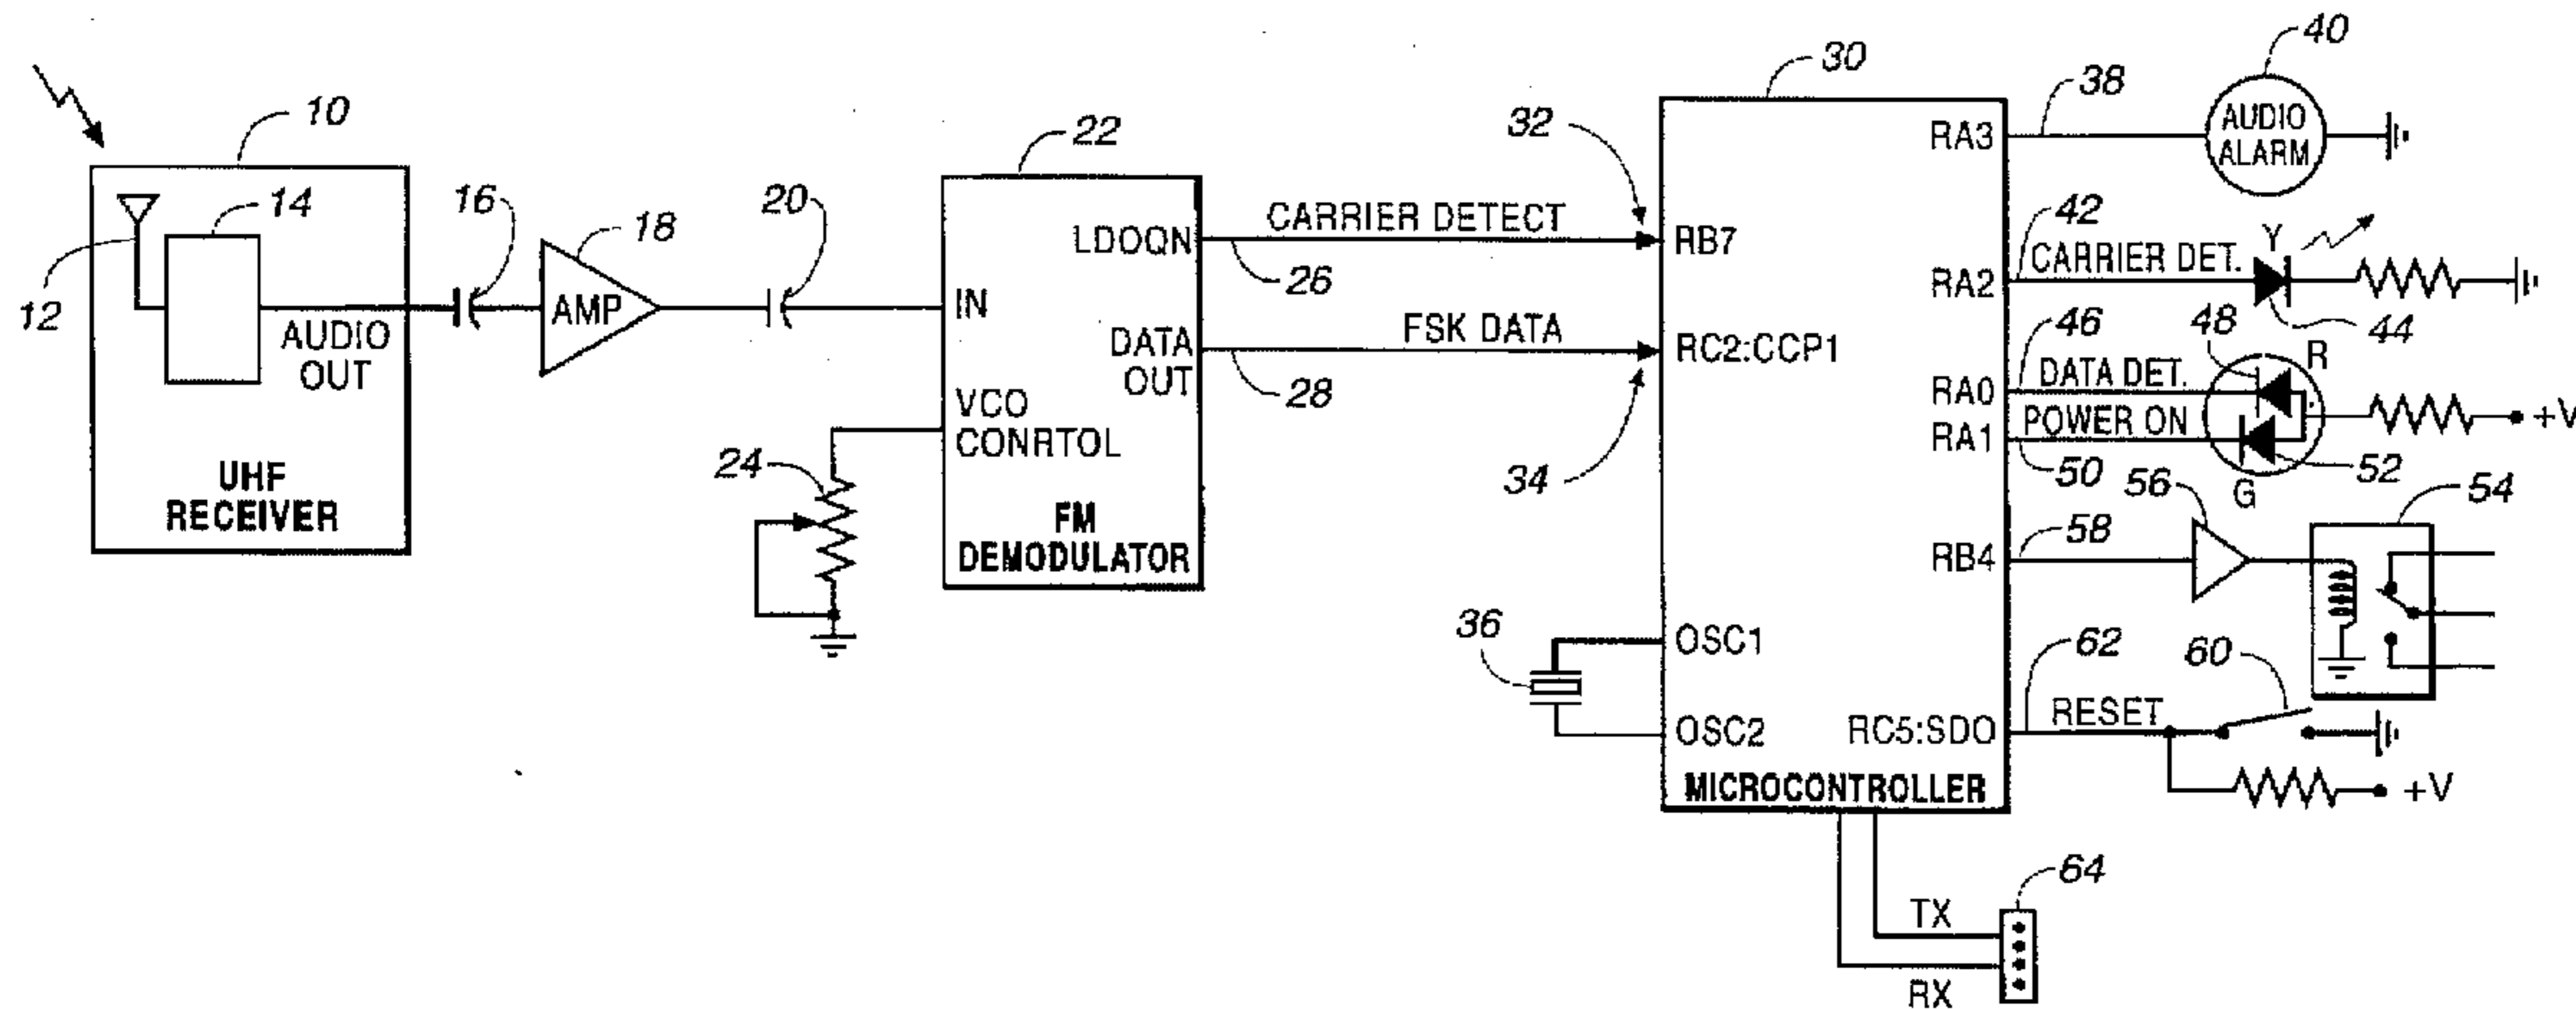 10
12
14
AUDIO
OUT
UHF
RECEIVER
16
18
AMP
20
22
LDOQN
IN
DATA
OUT
VCO
CONRTOL
FM
DEMODULATOR
24
CARRIER DETECT
26
FSK DATA
28
30
32
RB7
RC2:CCP1
34
36
OSC1
OSC2
RA3
RA2
RA0
RA1
RB4
RC5:SDO
MICROCONTROLLER
38
40
AUDIO
ALARM
42
CARRIER DET.
Y
44
46
48
R
DATA DET.
POWER ON
+V
50
52
G
54
56
58
60
62
RESET
+V
64
TX
RX